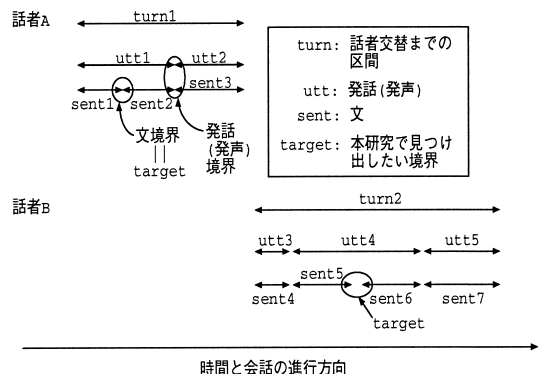 話者A
turn1
utt1 utt2
sent3
sent1 sent2
文境界
||
target
発話
(発声)
境界
turn: 話者交替までの
区間
utt: 発話(発声)
sent: 文
target: 本研究で見つけ
出したい境界
話者B
turn2
utt3 utt4 utt5
sent5
sent4 sent6 sent7
target
時間と会話の進行方向